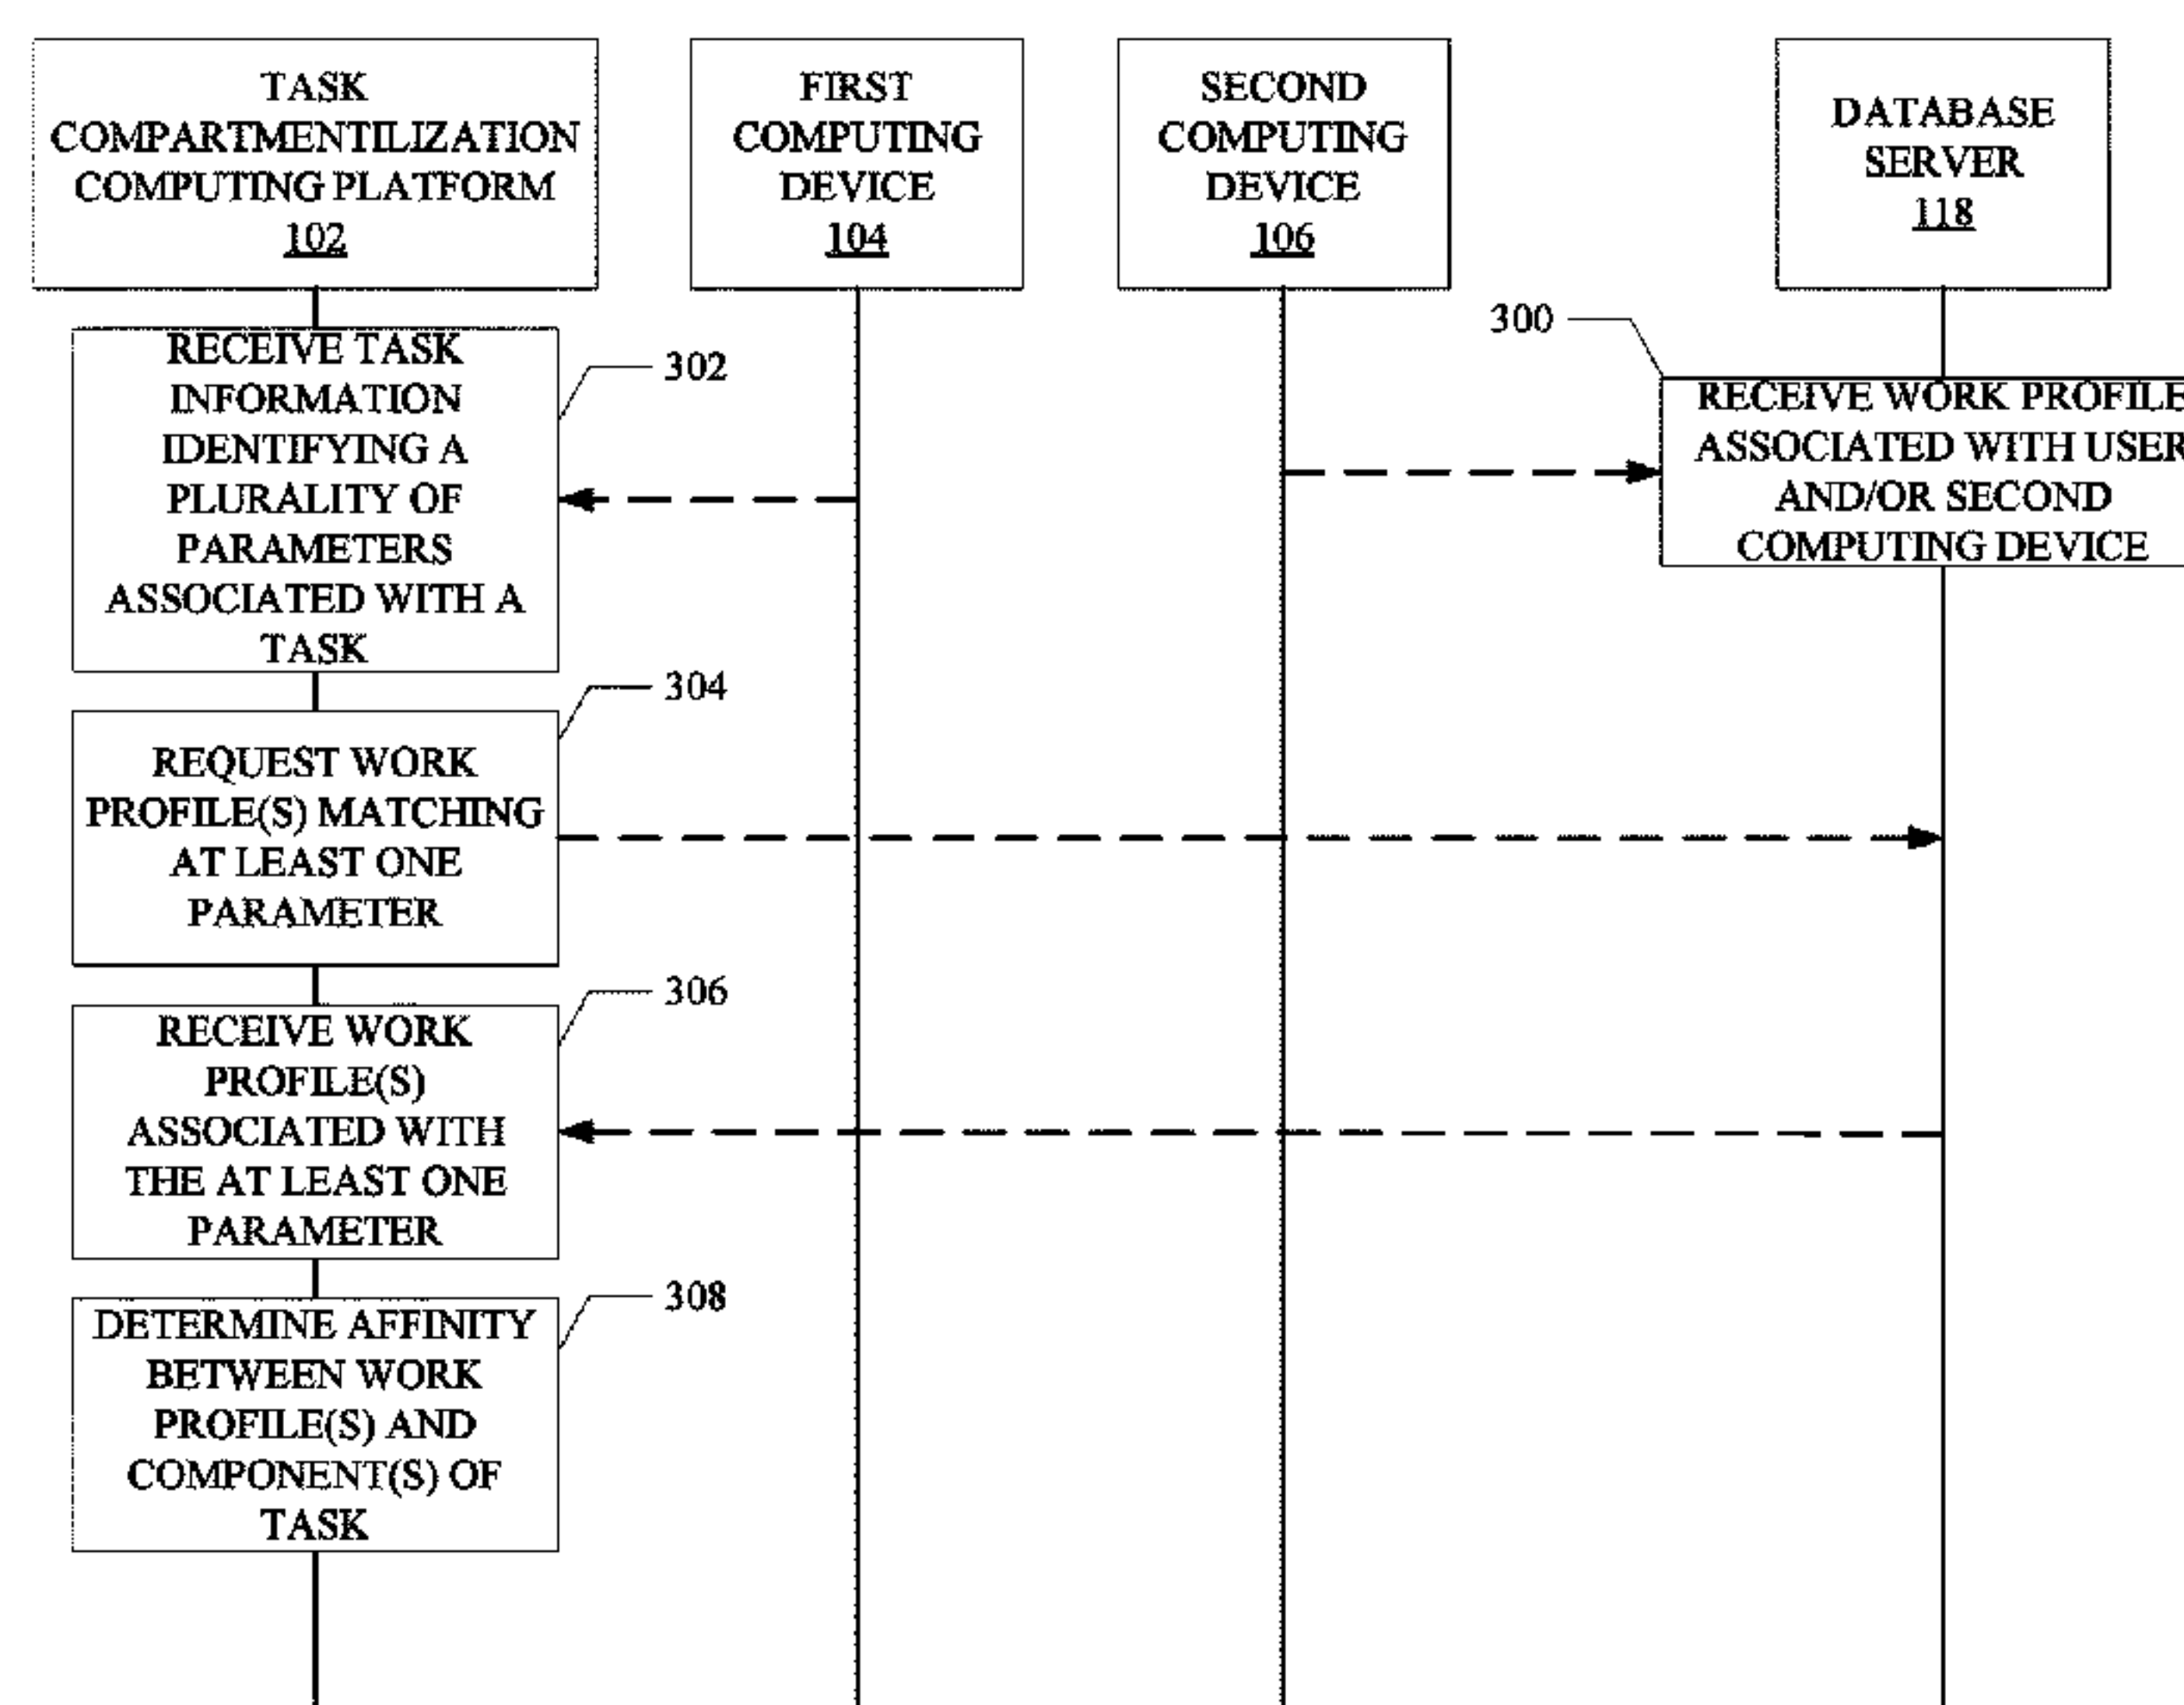 TASK
COMPARTMENTILIZATION
COMPUTING PLATFORM
102
FIRST
COMPUTING
DEVICE
104
SECOND
COMPUTING
DEVICE
106
DATABASE
SERVER
118
300
RECEIVE WORK PROFILE
ASSOCIATED WITH USER
AND/OR SECOND
COMPUTING DEVICE
RECEIVE TASK
INFORMATION
IDENTIFYING A
PLURALITY OF
PARAMETERS
ASSOCIATED WITH A
TASK
302
REQUEST WORK
PROFILE(S) MATCHING
AT LEAST ONE
PARAMETER
304
RECEIVE WORK
PROFILE(S)
ASSOCIATED WITH
THE AT LEAST ONE
PARAMETER
306
DETERMINE AFFINITY
BETWEEN WORK
PROFILE(S) AND
COMPONENT(S) OF
TASK
308